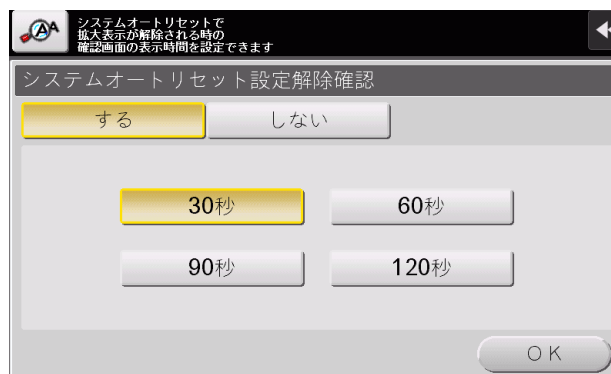 システムオートリセットで
拡大表示が解除される時の
確認画面の表示時間を設定できます
システムオートリセット設定解除確認
する
しない
30秒
60秒
90秒
120秒
OK